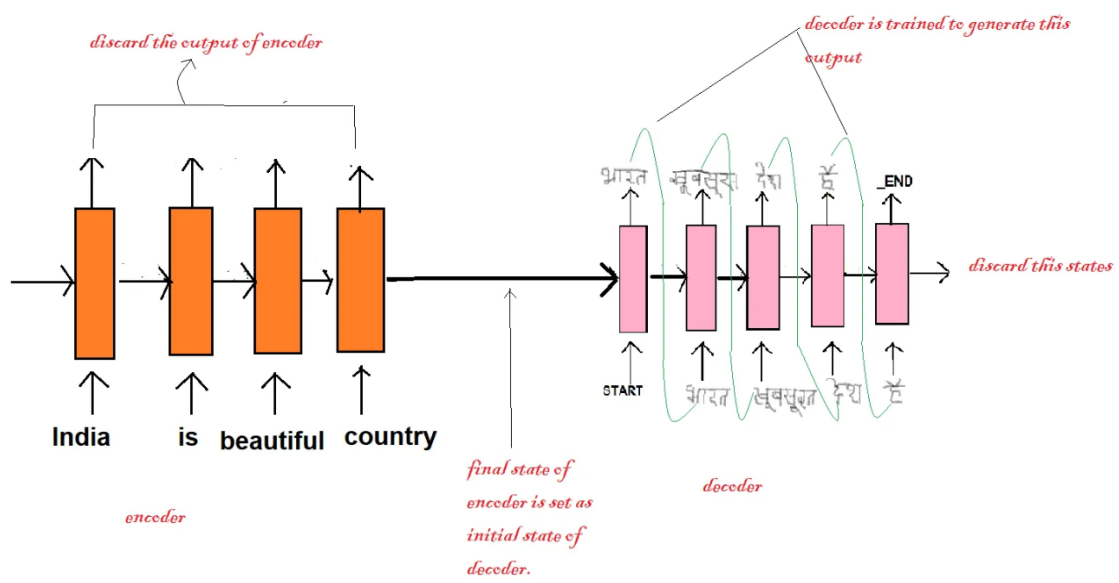 discard the output of encoder
decoder is trained to generate this
output
भारत खूबसूरत देश हैं _END
discard this states
START भारत खूबसूरत देश हैं
India is beautiful country
final state of
encoder is set as
initial state of
decoder.
decoder
encoder